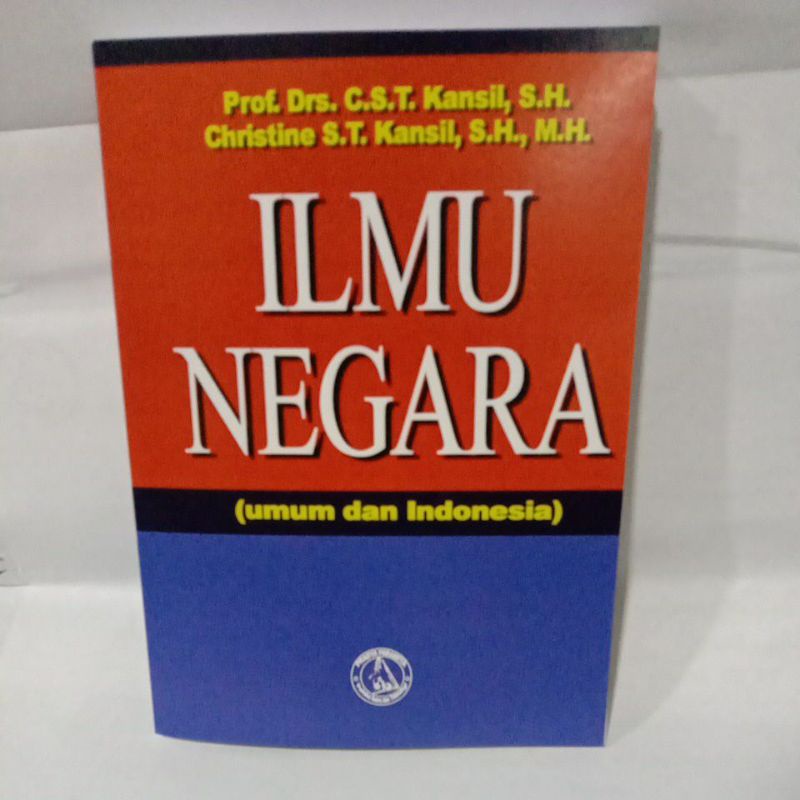 Prof. Drs. C.S.T. Kansil, S.H.
Christine S.T. Kansil, S.H., M.H.
ILMU
NEGARA
(umum dan Indonesia)